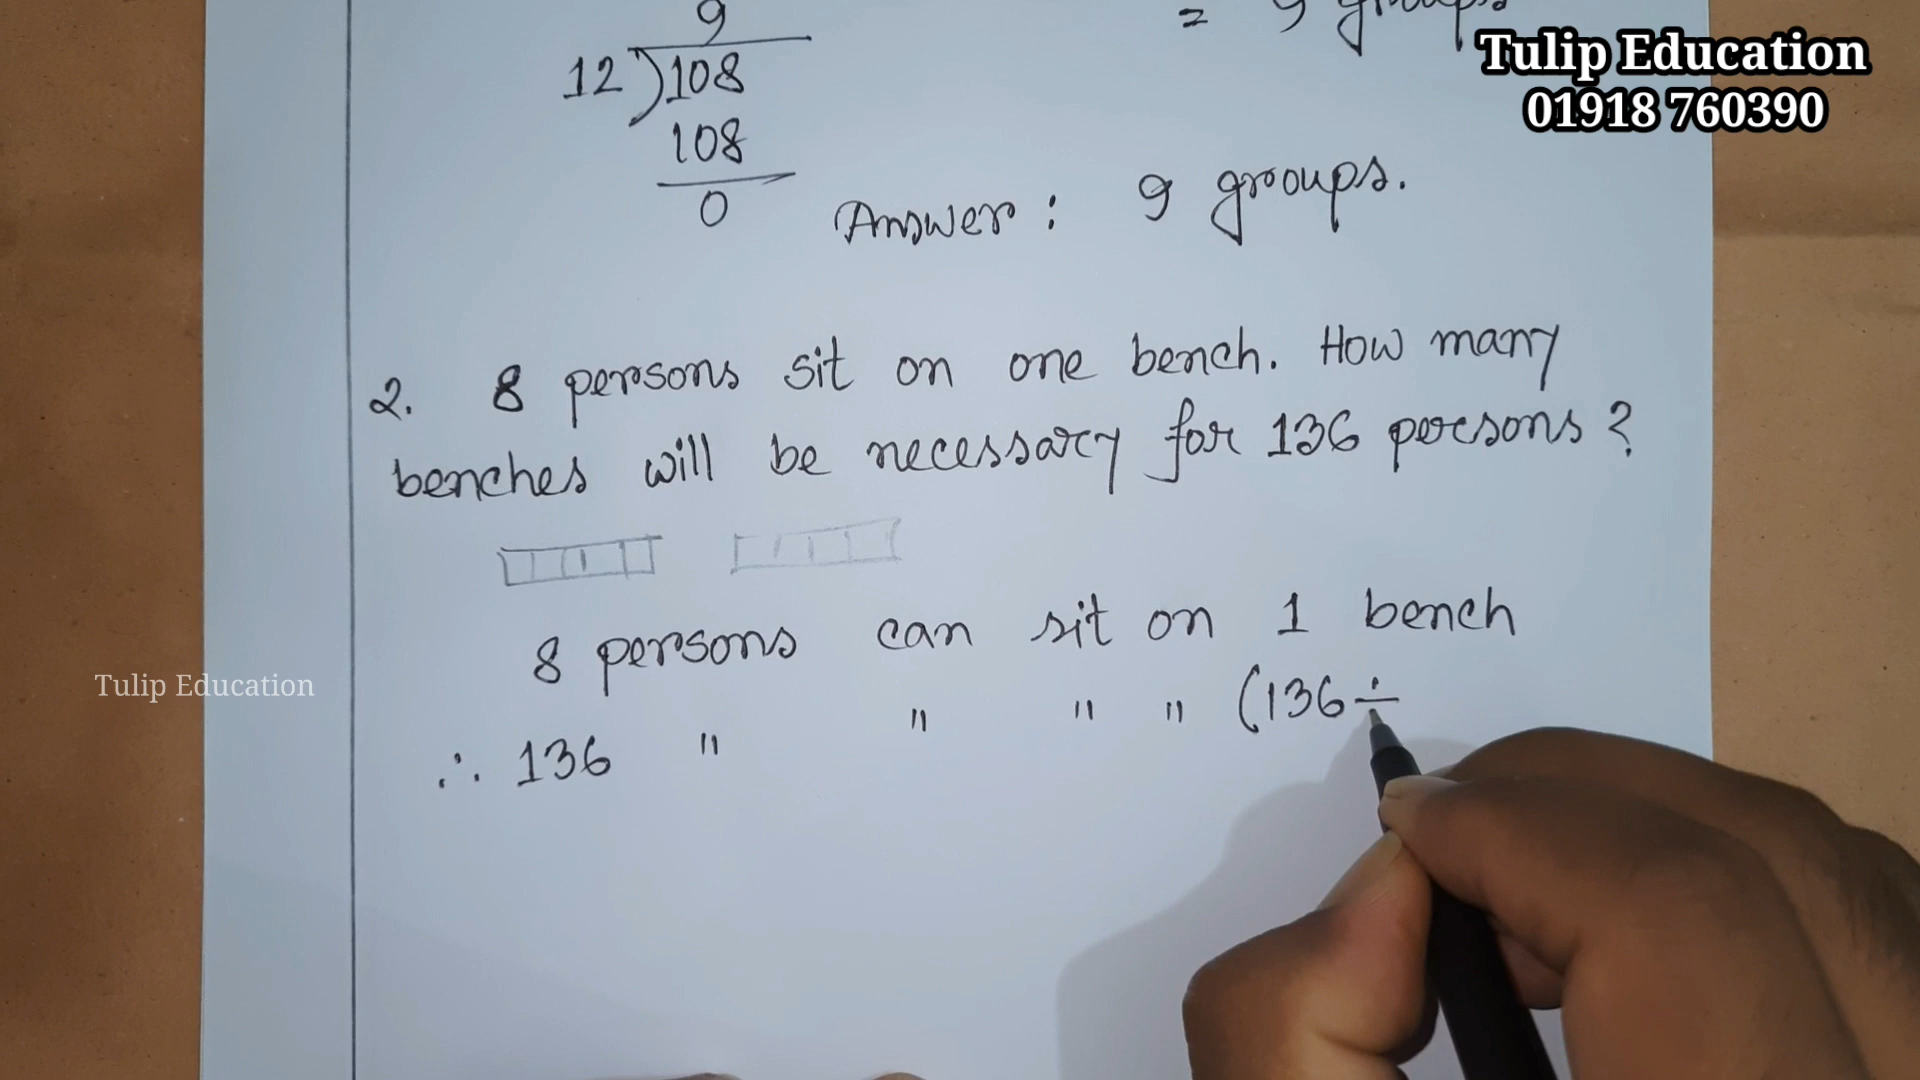 = 9 groups
Tulip Education
01918 760390
9
12)108
108
0
Answer : 9 groups.
2. 8 persons sit on one bench. How many
benches will be necessary for 136 persons ?
8 persons can sit on 1 bench
∴ 136 " " " " (136÷
Tulip Education